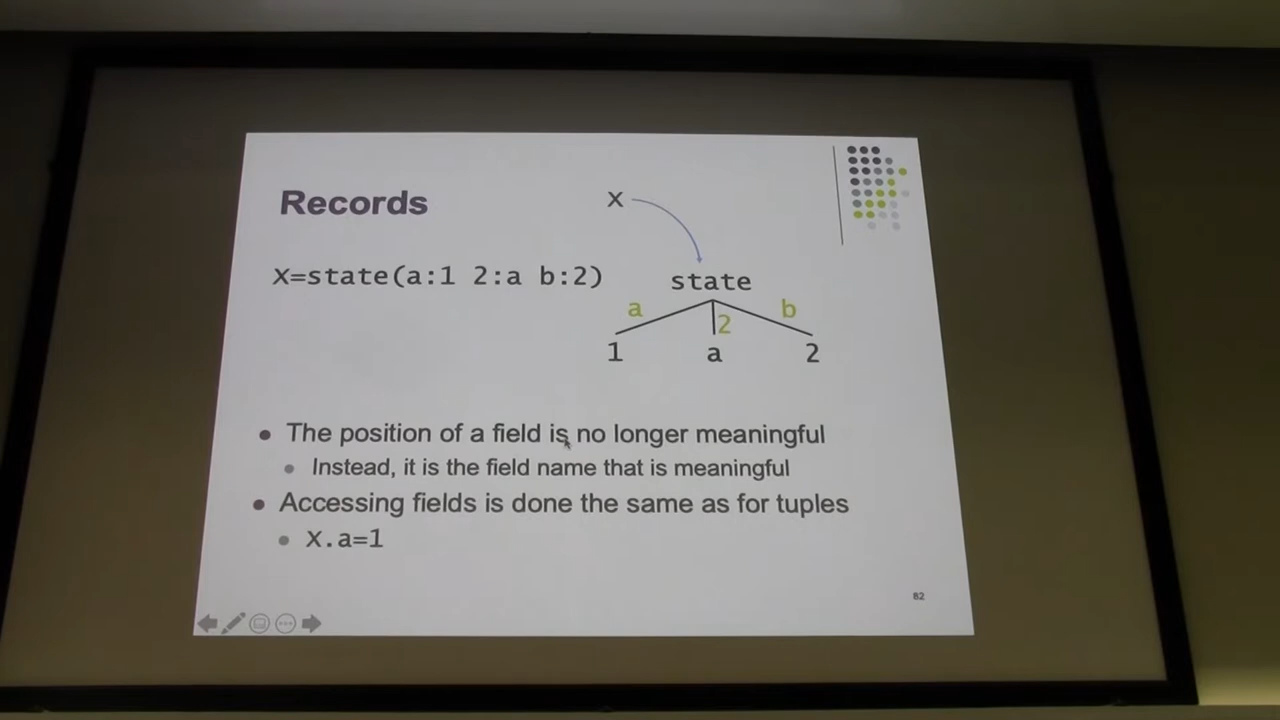 Records
X
X=state(a:1 2:a b:2)
state
a
2
b
1
a
2
The position of a field is no longer meaningful
Instead, it is the field name that is meaningful
Accessing fields is done the same as for tuples
X.a=1
82